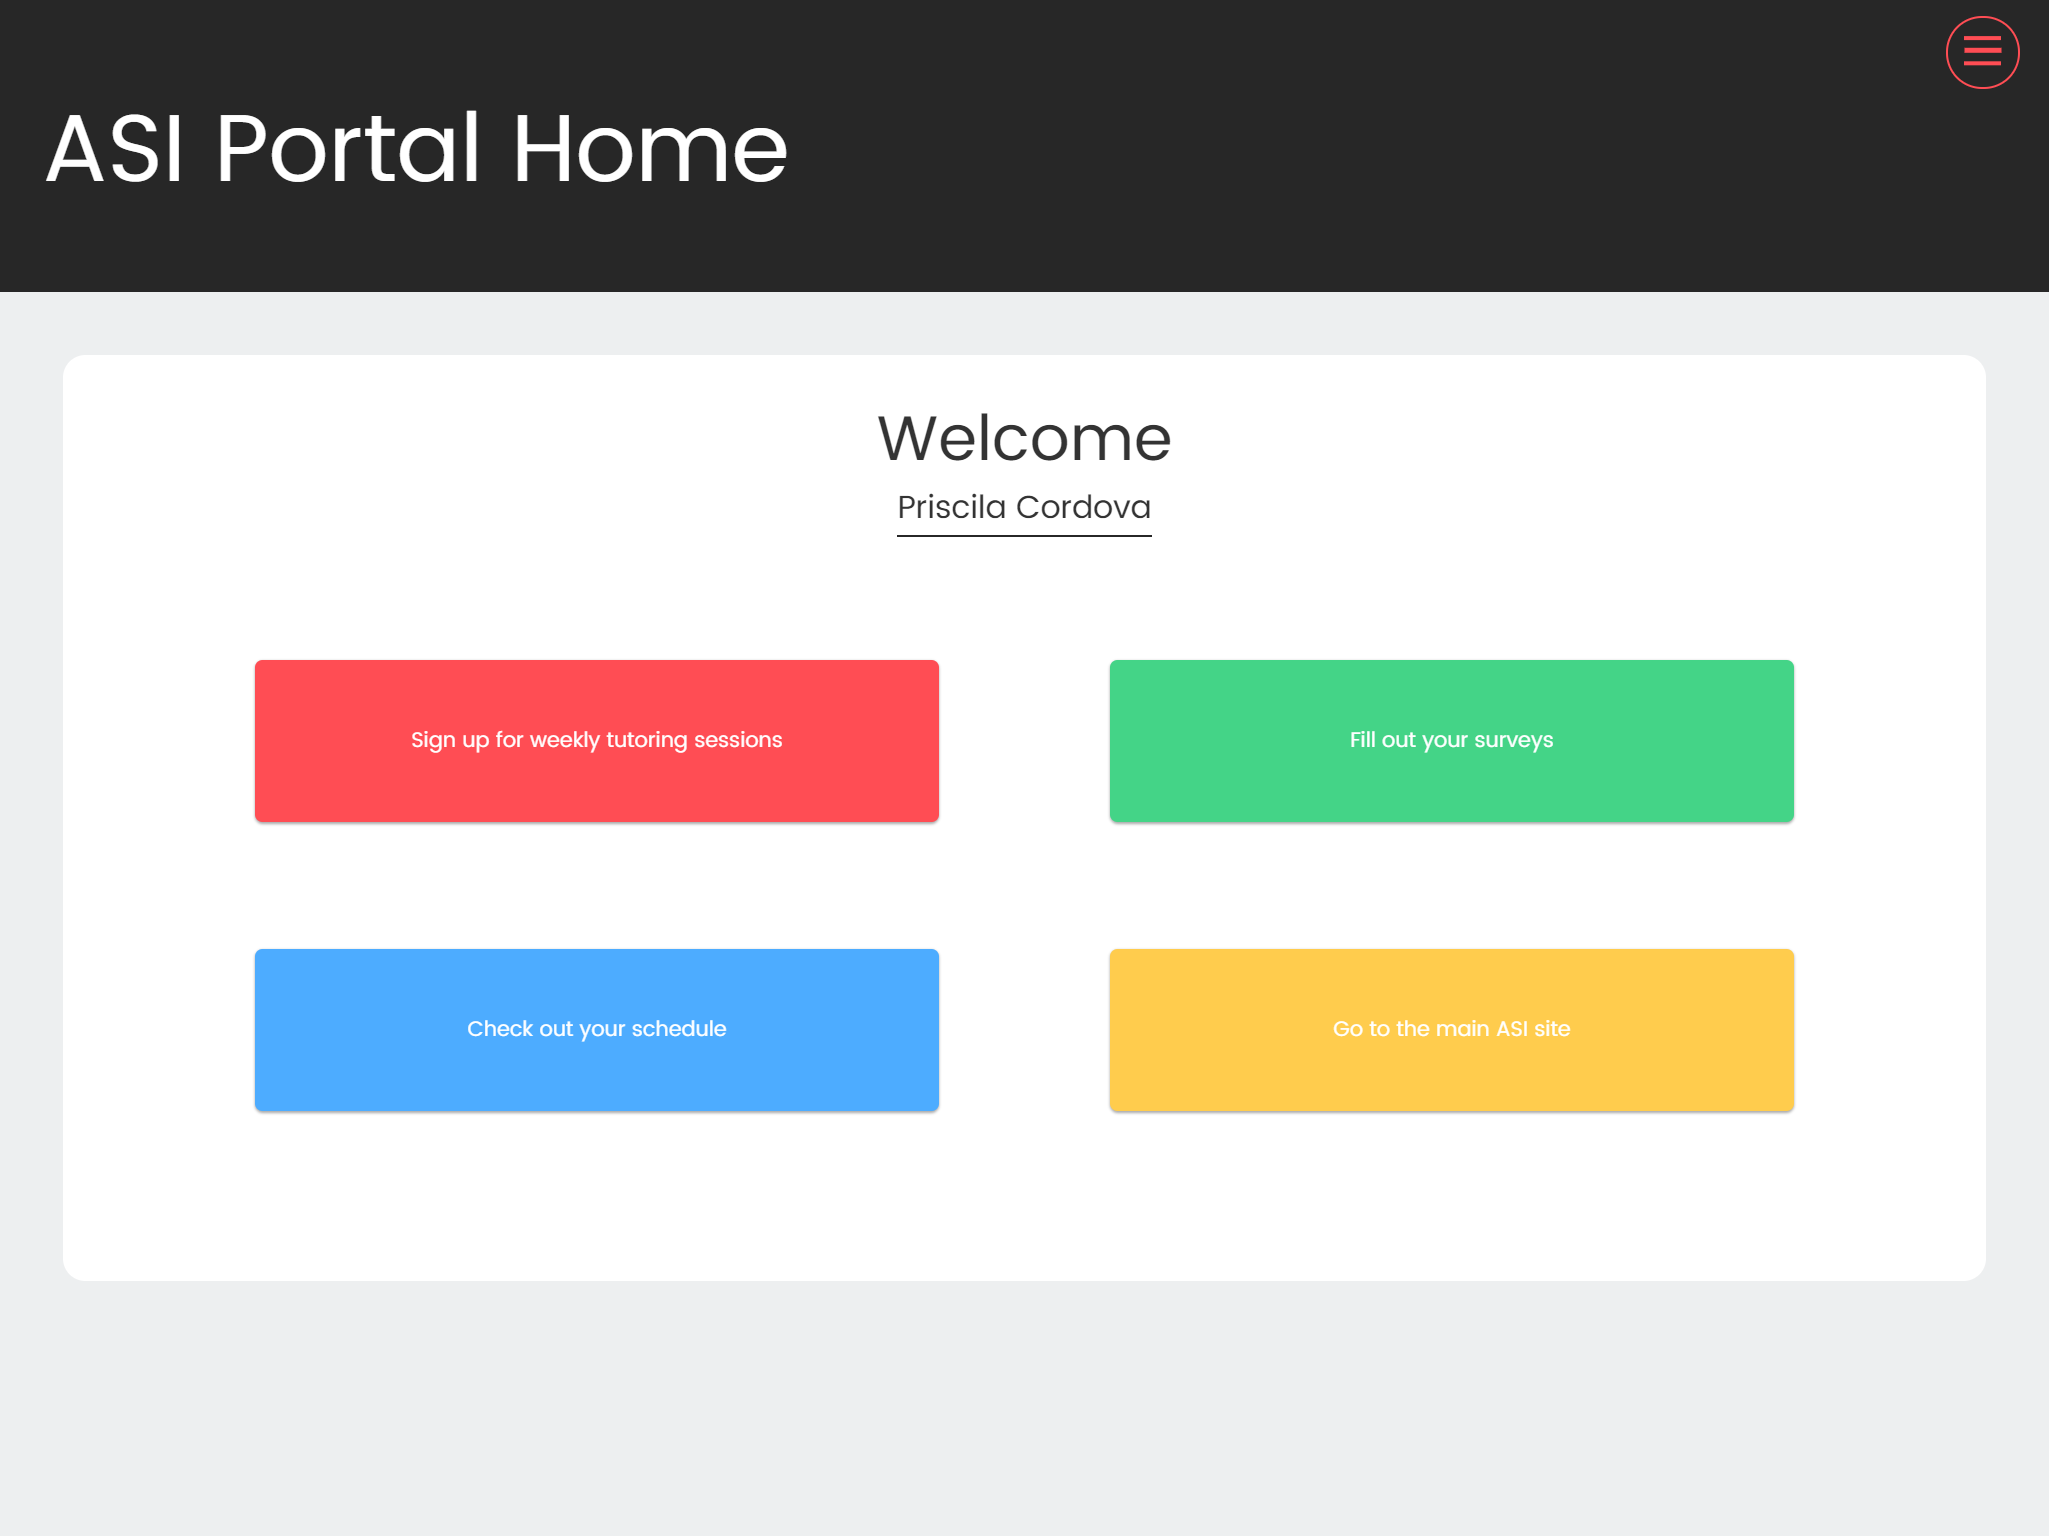 ASI Portal Home
Welcome
Priscila Cordova
Sign up for weekly tutoring sessions
Fill out your surveys
Check out your schedule
Go to the main ASI site